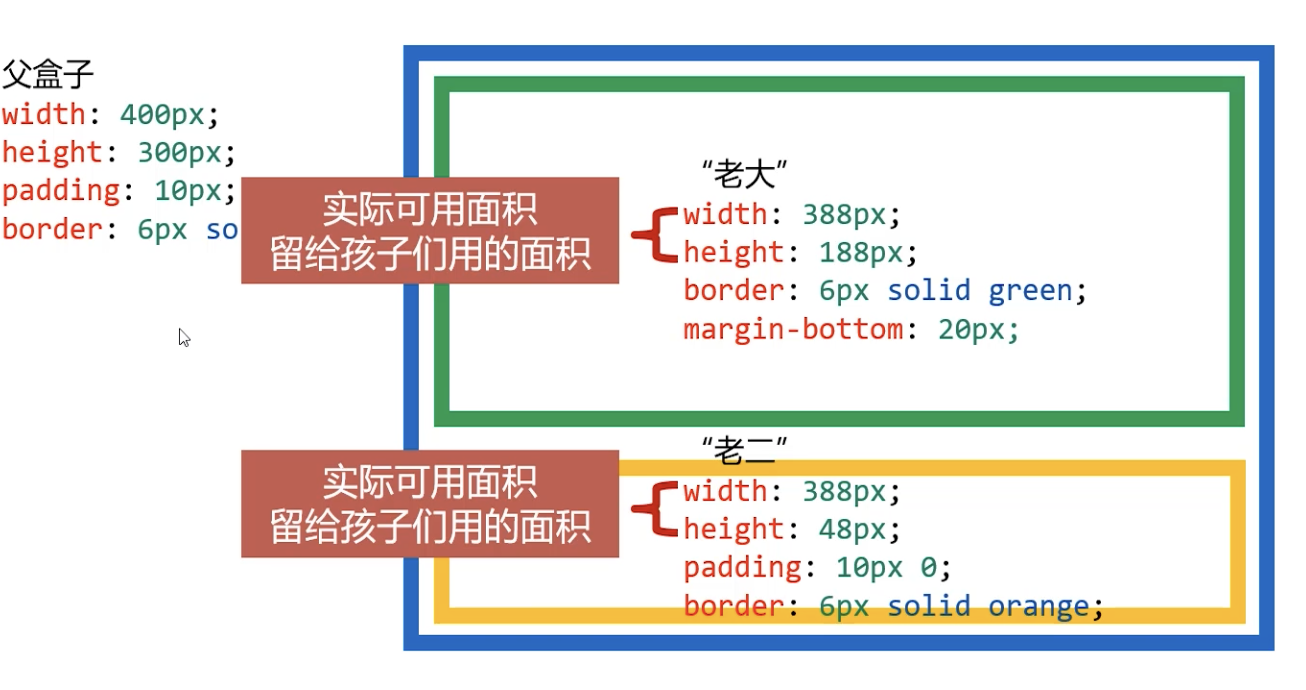 父盒子
width: 400px;
height: 300px;
padding: 10px;
border: 6px so
实际可用面积
留给孩子们用的面积
“老大”
width: 388px;
height: 188px;
border: 6px solid green;
margin-bottom: 20px;
实际可用面积
留给孩子们用的面积
“老二”
width: 388px;
height: 48px;
padding: 10px 0;
border: 6px solid orange;